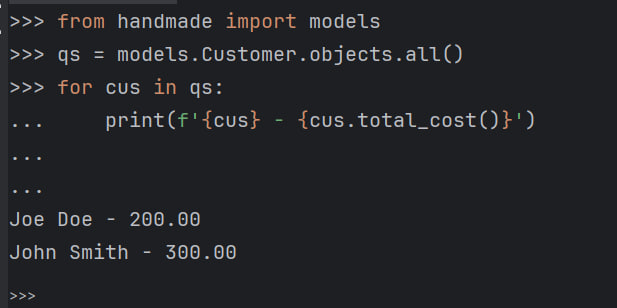 >>> from handmade import models
>>> qs = models.Customer.objects.all()
>>> for cus in qs:
...     print(f'{cus} - {cus.total_cost()}')
...
...
Joe Doe - 200.00
John Smith - 300.00
>>>